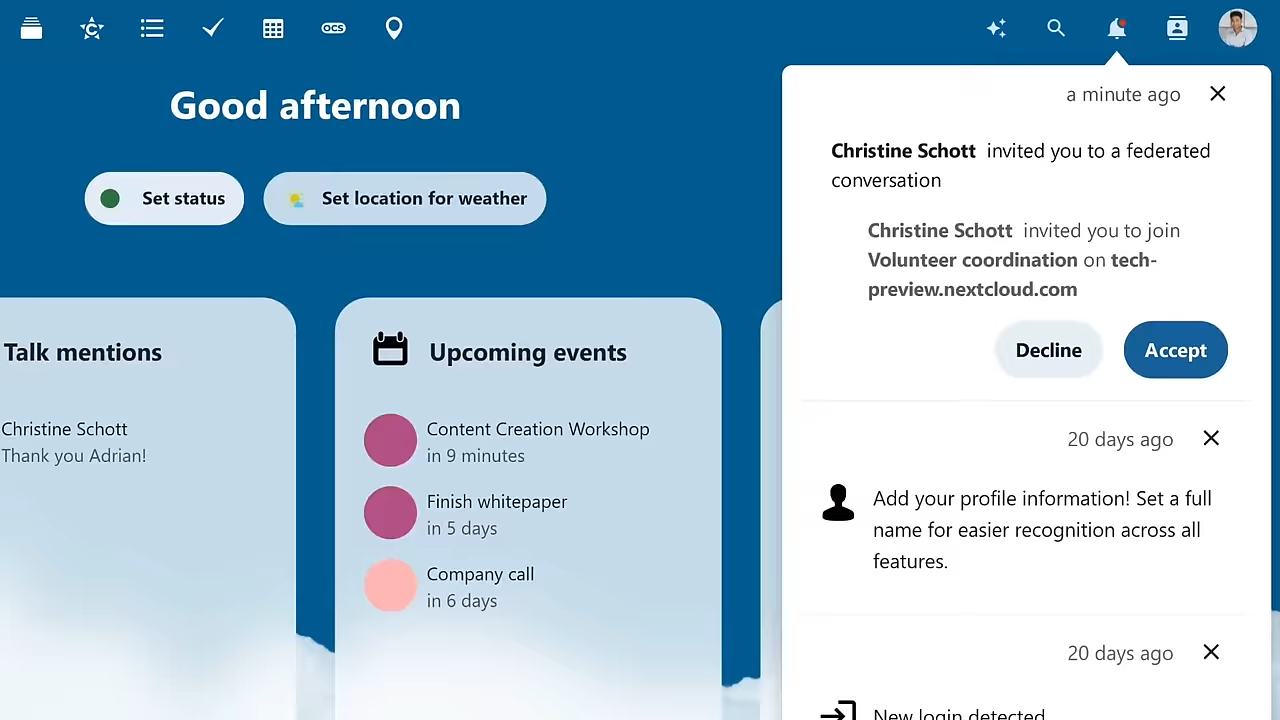 OCS
Good afternoon
Set status
Set location for weather
Talk mentions
Christine Schott
Thank you Adrian!
Upcoming events
Content Creation Workshop
in 9 minutes
Finish whitepaper
in 5 days
Company call
in 6 days
a minute ago
Christine Schott invited you to a federated
conversation
Christine Schott invited you to join
Volunteer coordination on tech-
preview.nextcloud.com
Decline
Accept
20 days ago
Add your profile information! Set a full
name for easier recognition across all
features.
20 days ago
New login detected